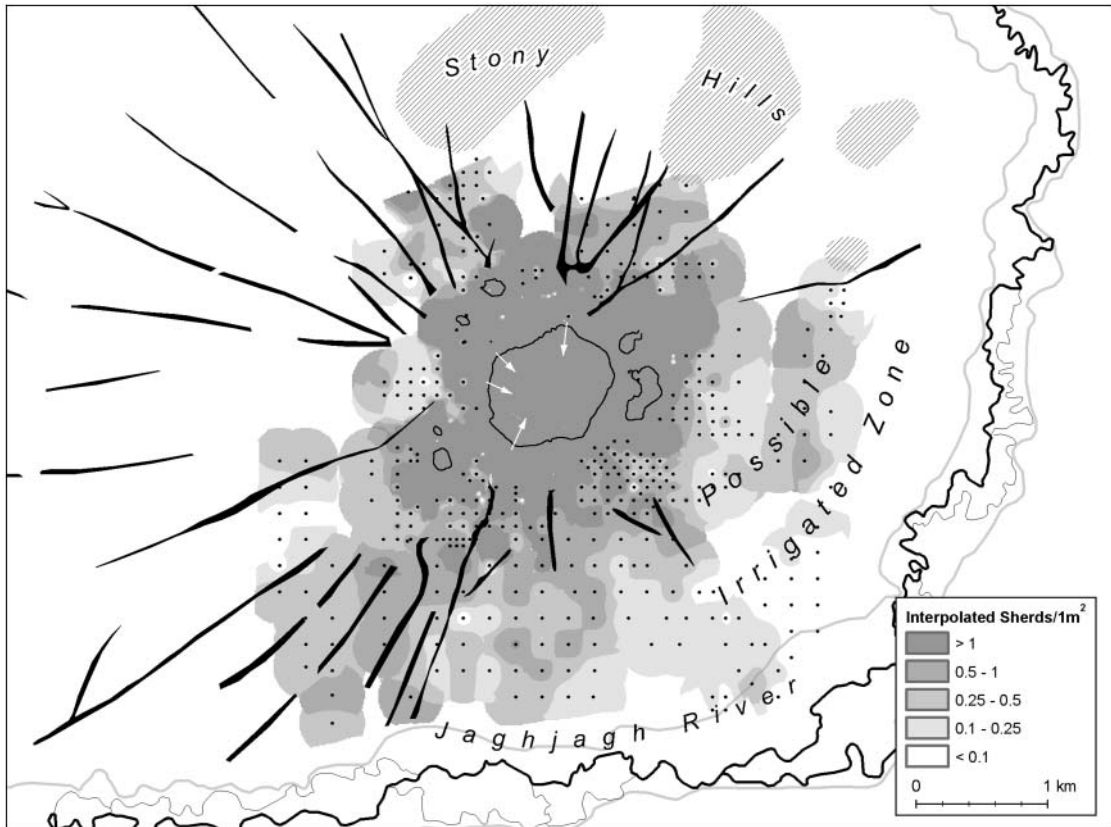 Stony
Hills
Possible
Irrigated Zone
Jaghjagh River
Interpolated Sherds/1m²
> 1
0.5 - 1
0.25 - 0.5
0.1 - 0.25
< 0.1
0 1 km